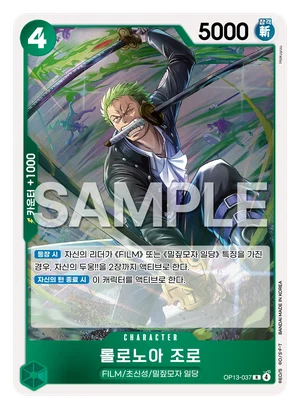 4
5000
참격
斬
카운터 +1000
SAMPLE
등장 시 자신의 리더가 《FILM》 또는 《밀짚모자 일당》 특징을 가진
경우, 자신의 두웅!!을 2장까지 액티브로 한다.
자신의 턴 종료 시 이 캐릭터를 액티브로 한다.
CHARACTER
롤로노아 조로
FILM/초신성/밀짚모자 일당
OP13-037 R
4
BANDAI MADE IN KOREA